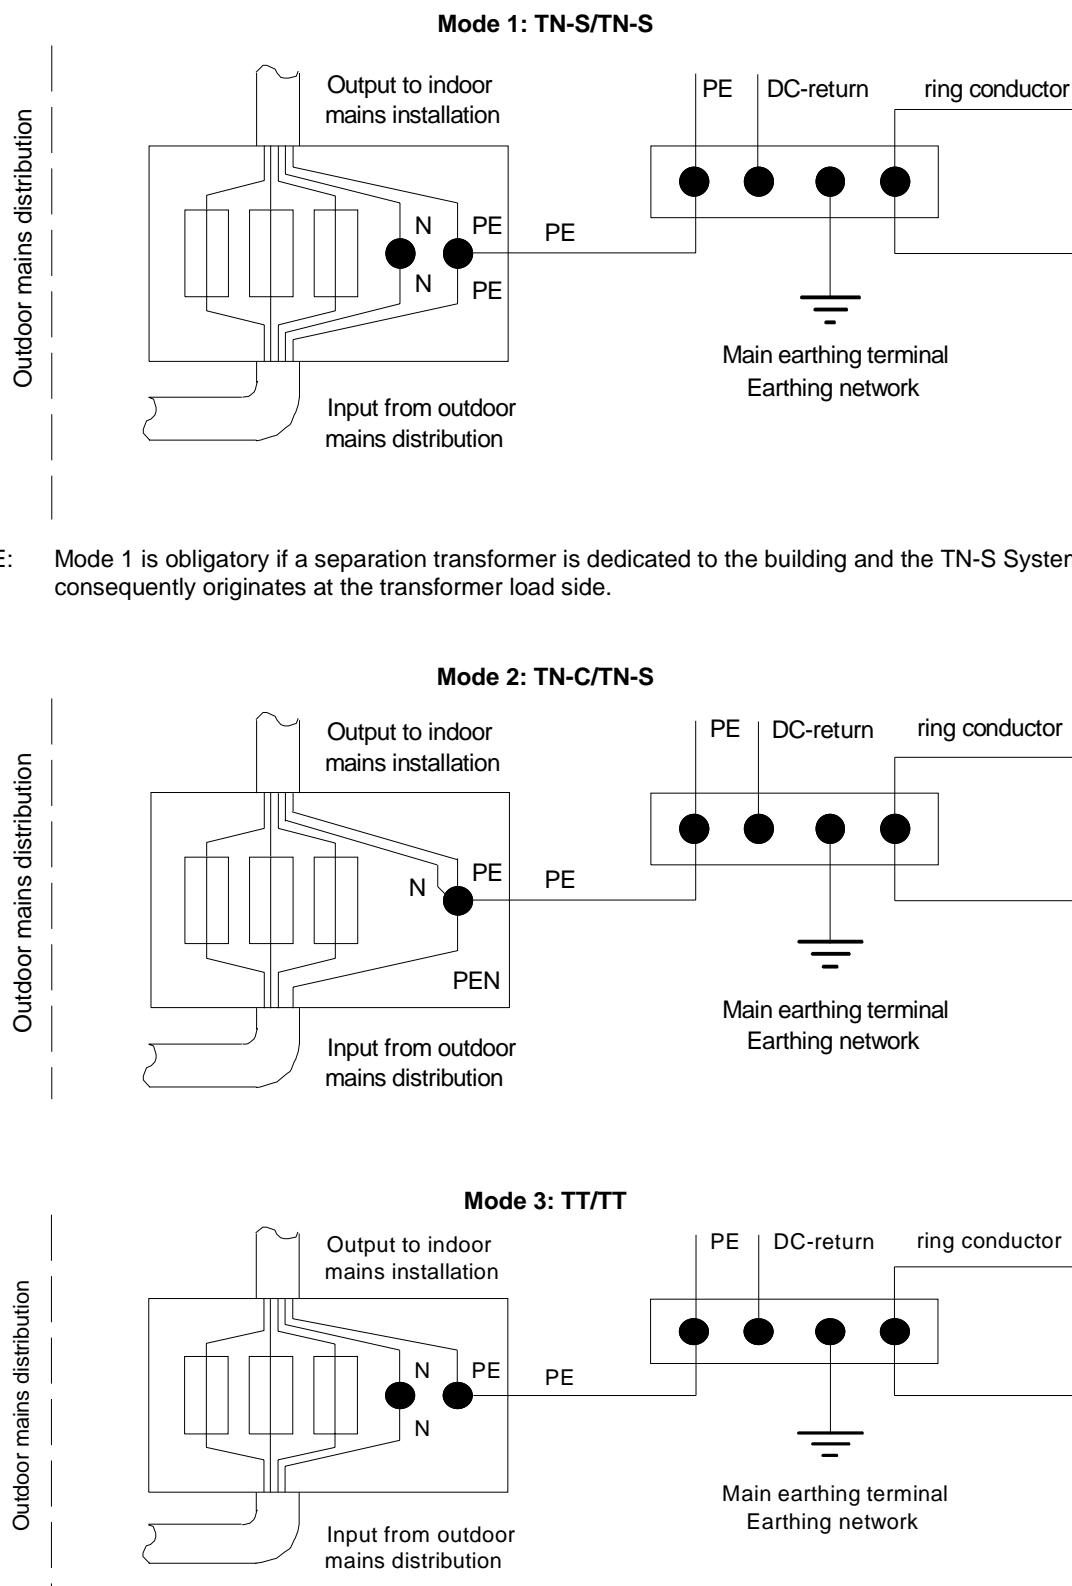 Mode 1: TN-S/TN-S
Outdoor mains distribution
Output to indoor
mains installation
PE
DC-return
ring conductor
N
PE
PE
N
PE
Main earthing terminal
Earthing network
Input from outdoor
mains distribution
E: Mode 1 is obligatory if a separation transformer is dedicated to the building and the TN-S System
consequently originates at the transformer load side.
Mode 2: TN-C/TN-S
Outdoor mains distribution
Output to indoor
mains installation
PE
DC-return
ring conductor
N
PE
PE
PEN
Main earthing terminal
Earthing network
Input from outdoor
mains distribution
Mode 3: TT/TT
Outdoor mains distribution
Output to indoor
mains installation
PE
DC-return
ring conductor
N
PE
PE
N
Main earthing terminal
Earthing network
Input from outdoor
mains distribution